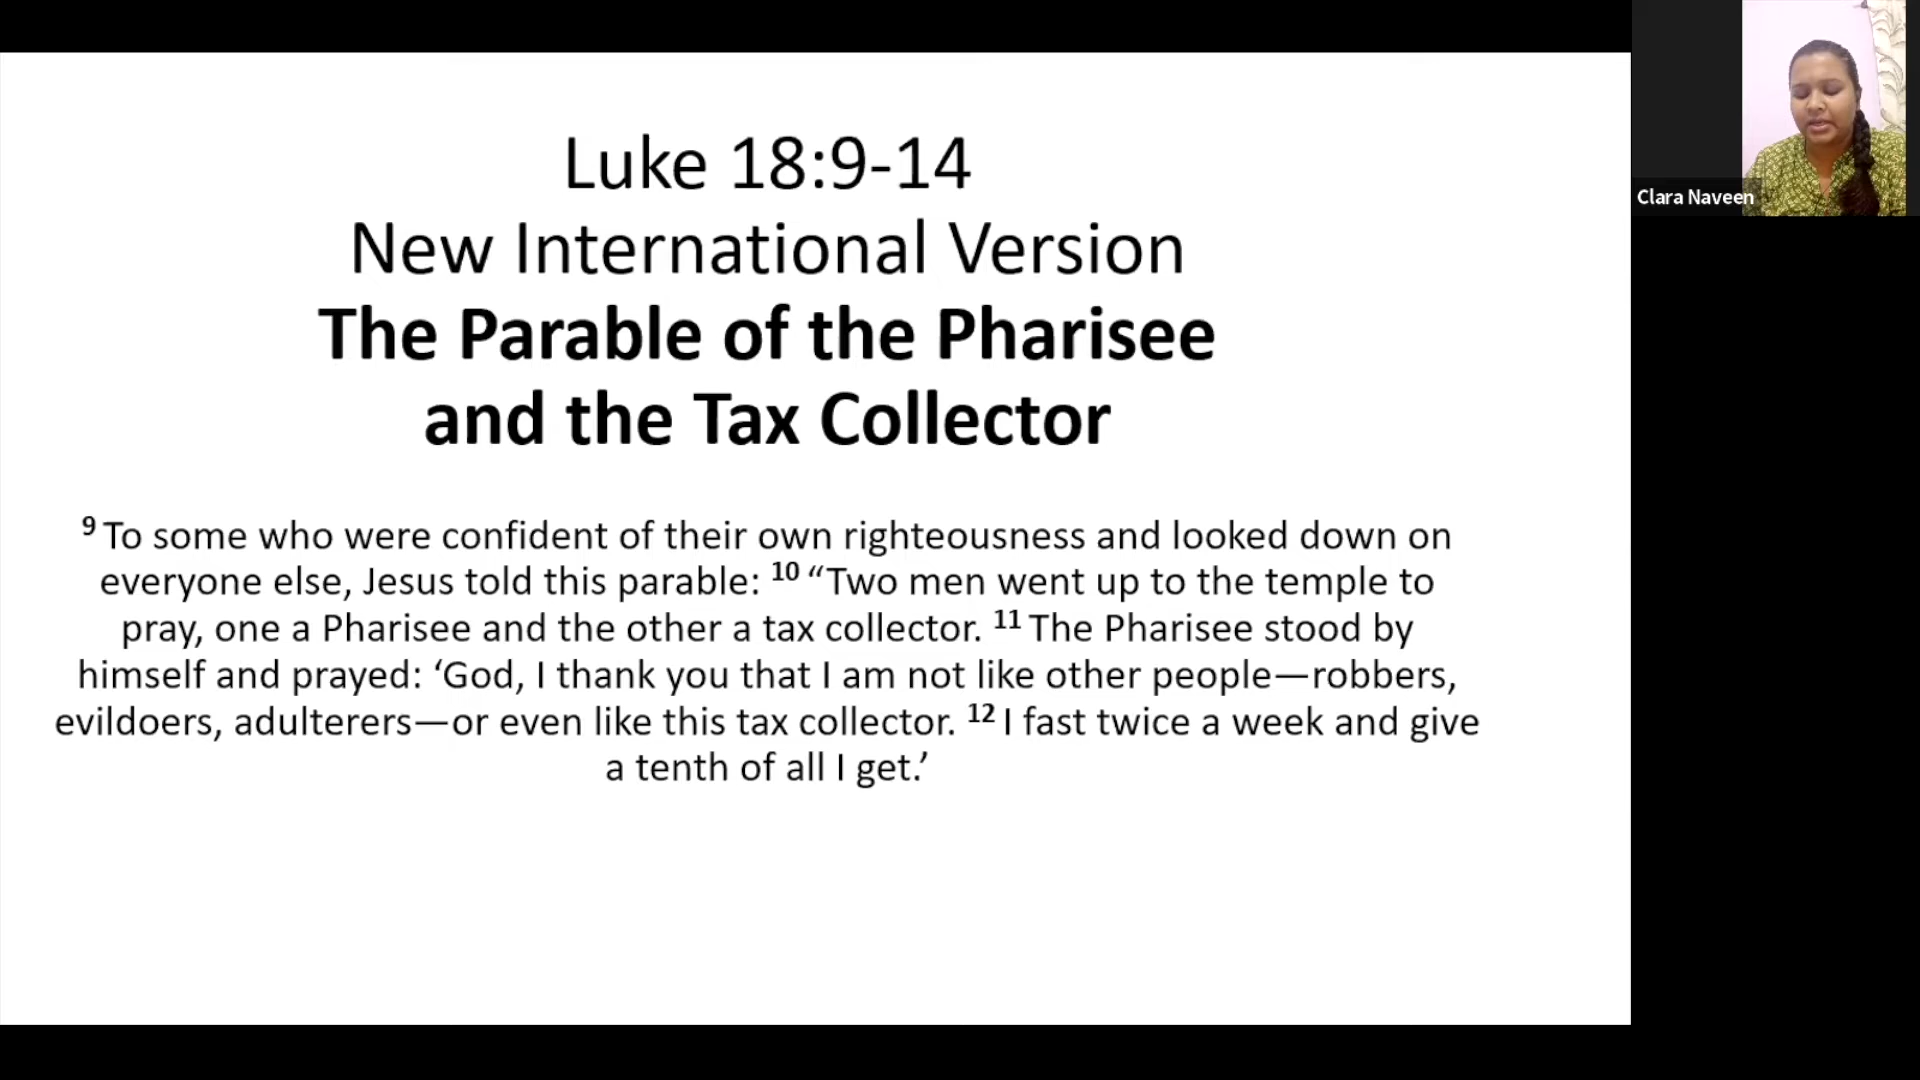 Luke 18:9-14
New International Version
The Parable of the Pharisee
and the Tax Collector
9 To some who were confident of their own righteousness and looked down on
everyone else, Jesus told this parable: 10 “Two men went up to the temple to
pray, one a Pharisee and the other a tax collector. 11 The Pharisee stood by
himself and prayed: ‘God, I thank you that I am not like other people—robbers,
evildoers, adulterers—or even like this tax collector. 12 I fast twice a week and give
a tenth of all I get.’
Clara Naveen